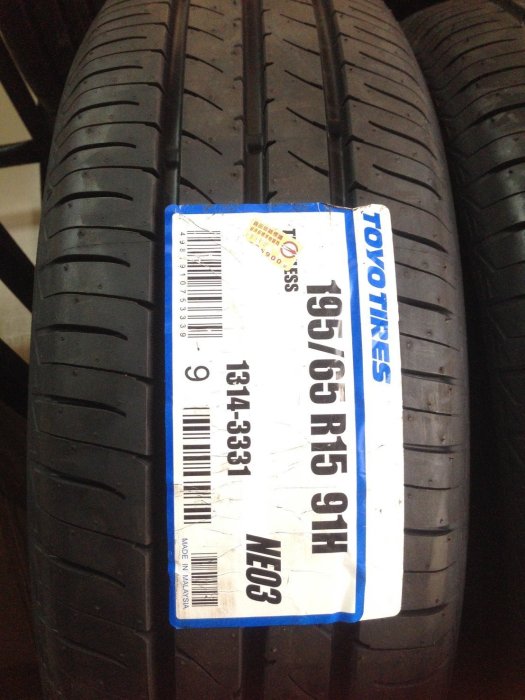 TOYO TIRES
195/65 R15 91H
NE03
1314-3331
9
MADE IN MALAYSIA